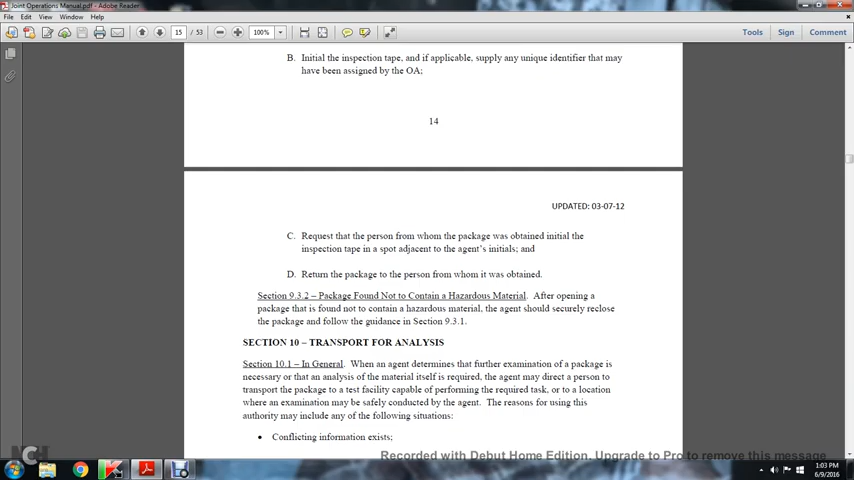 Joint Operations Manual.pdf - Adobe Reader
File Edit View Window Help
15 / 53 100% Tools Sign Comment
B. Initial the inspection tape, and if applicable, supply any unique identifier that may
have been assigned by the OA;
14
UPDATED: 03-07-12
C. Request that the person from whom the package was obtained initial the
inspection tape in a spot adjacent to the agent's initials; and
D. Return the package to the person from whom it was obtained.
Section 9.3.2 – Package Found Not to Contain a Hazardous Material. After opening a
package that is found not to contain a hazardous material, the agent should securely reclose
the package and follow the guidance in Section 9.3.1.
SECTION 10 – TRANSPORT FOR ANALYSIS
Section 10.1 – In General. When an agent determines that further examination of a package is
necessary or that an analysis of the material itself is required, the agent may direct a person to
transport the package to a test facility capable of performing the required task, or to a location
where an examination may be safely conducted by the agent. The reasons for using this
authority may include any of the following situations:
• Conflicting information exists;
NCH
Recorded with Debut Home Edition. Upgrade to Pro to remove this message
1:03 PM
6/9/2016